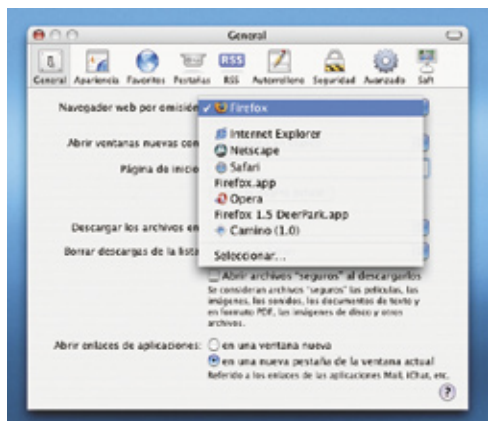 General
General Apariencia Favoritos Pestañas RSS Autorrelleno Seguridad Avanzado Saft
Navegador web por omisión
✓ Firefox
Internet Explorer
Abrir ventanas nuevas con
Netscape
Página de inicio
Safari
Firefox.app
Opera
Firefox 1.5 DeerPark.app
Descargar los archivos en
Camino (1.0)
Borrar descargas de la lista
Seleccionar...
Abrir archivos "seguros" al descargarlos
Se consideran archivos "seguros" las películas, las
imágenes, los sonidos, los documentos de texto y
en formato PDF, las imágenes de disco y otros
archivos.
Abrir enlaces de aplicaciones: en una ventana nueva
en una nueva pestaña de la ventana actual
Referido a los enlaces de las aplicaciones Mail, iChat, etc.
?